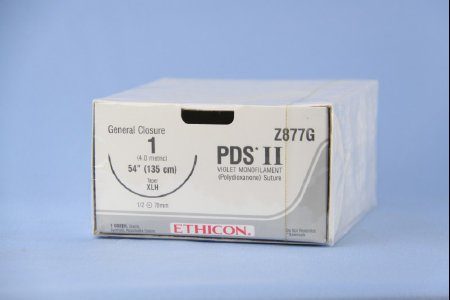 General Closure
1
(4.0 metric)
54" (135 cm)
Taper
XLH
1/2 70mm
Z877G
PDS* II
VIOLET MONOFILAMENT
(Polydioxanone) Suture
ETHICON